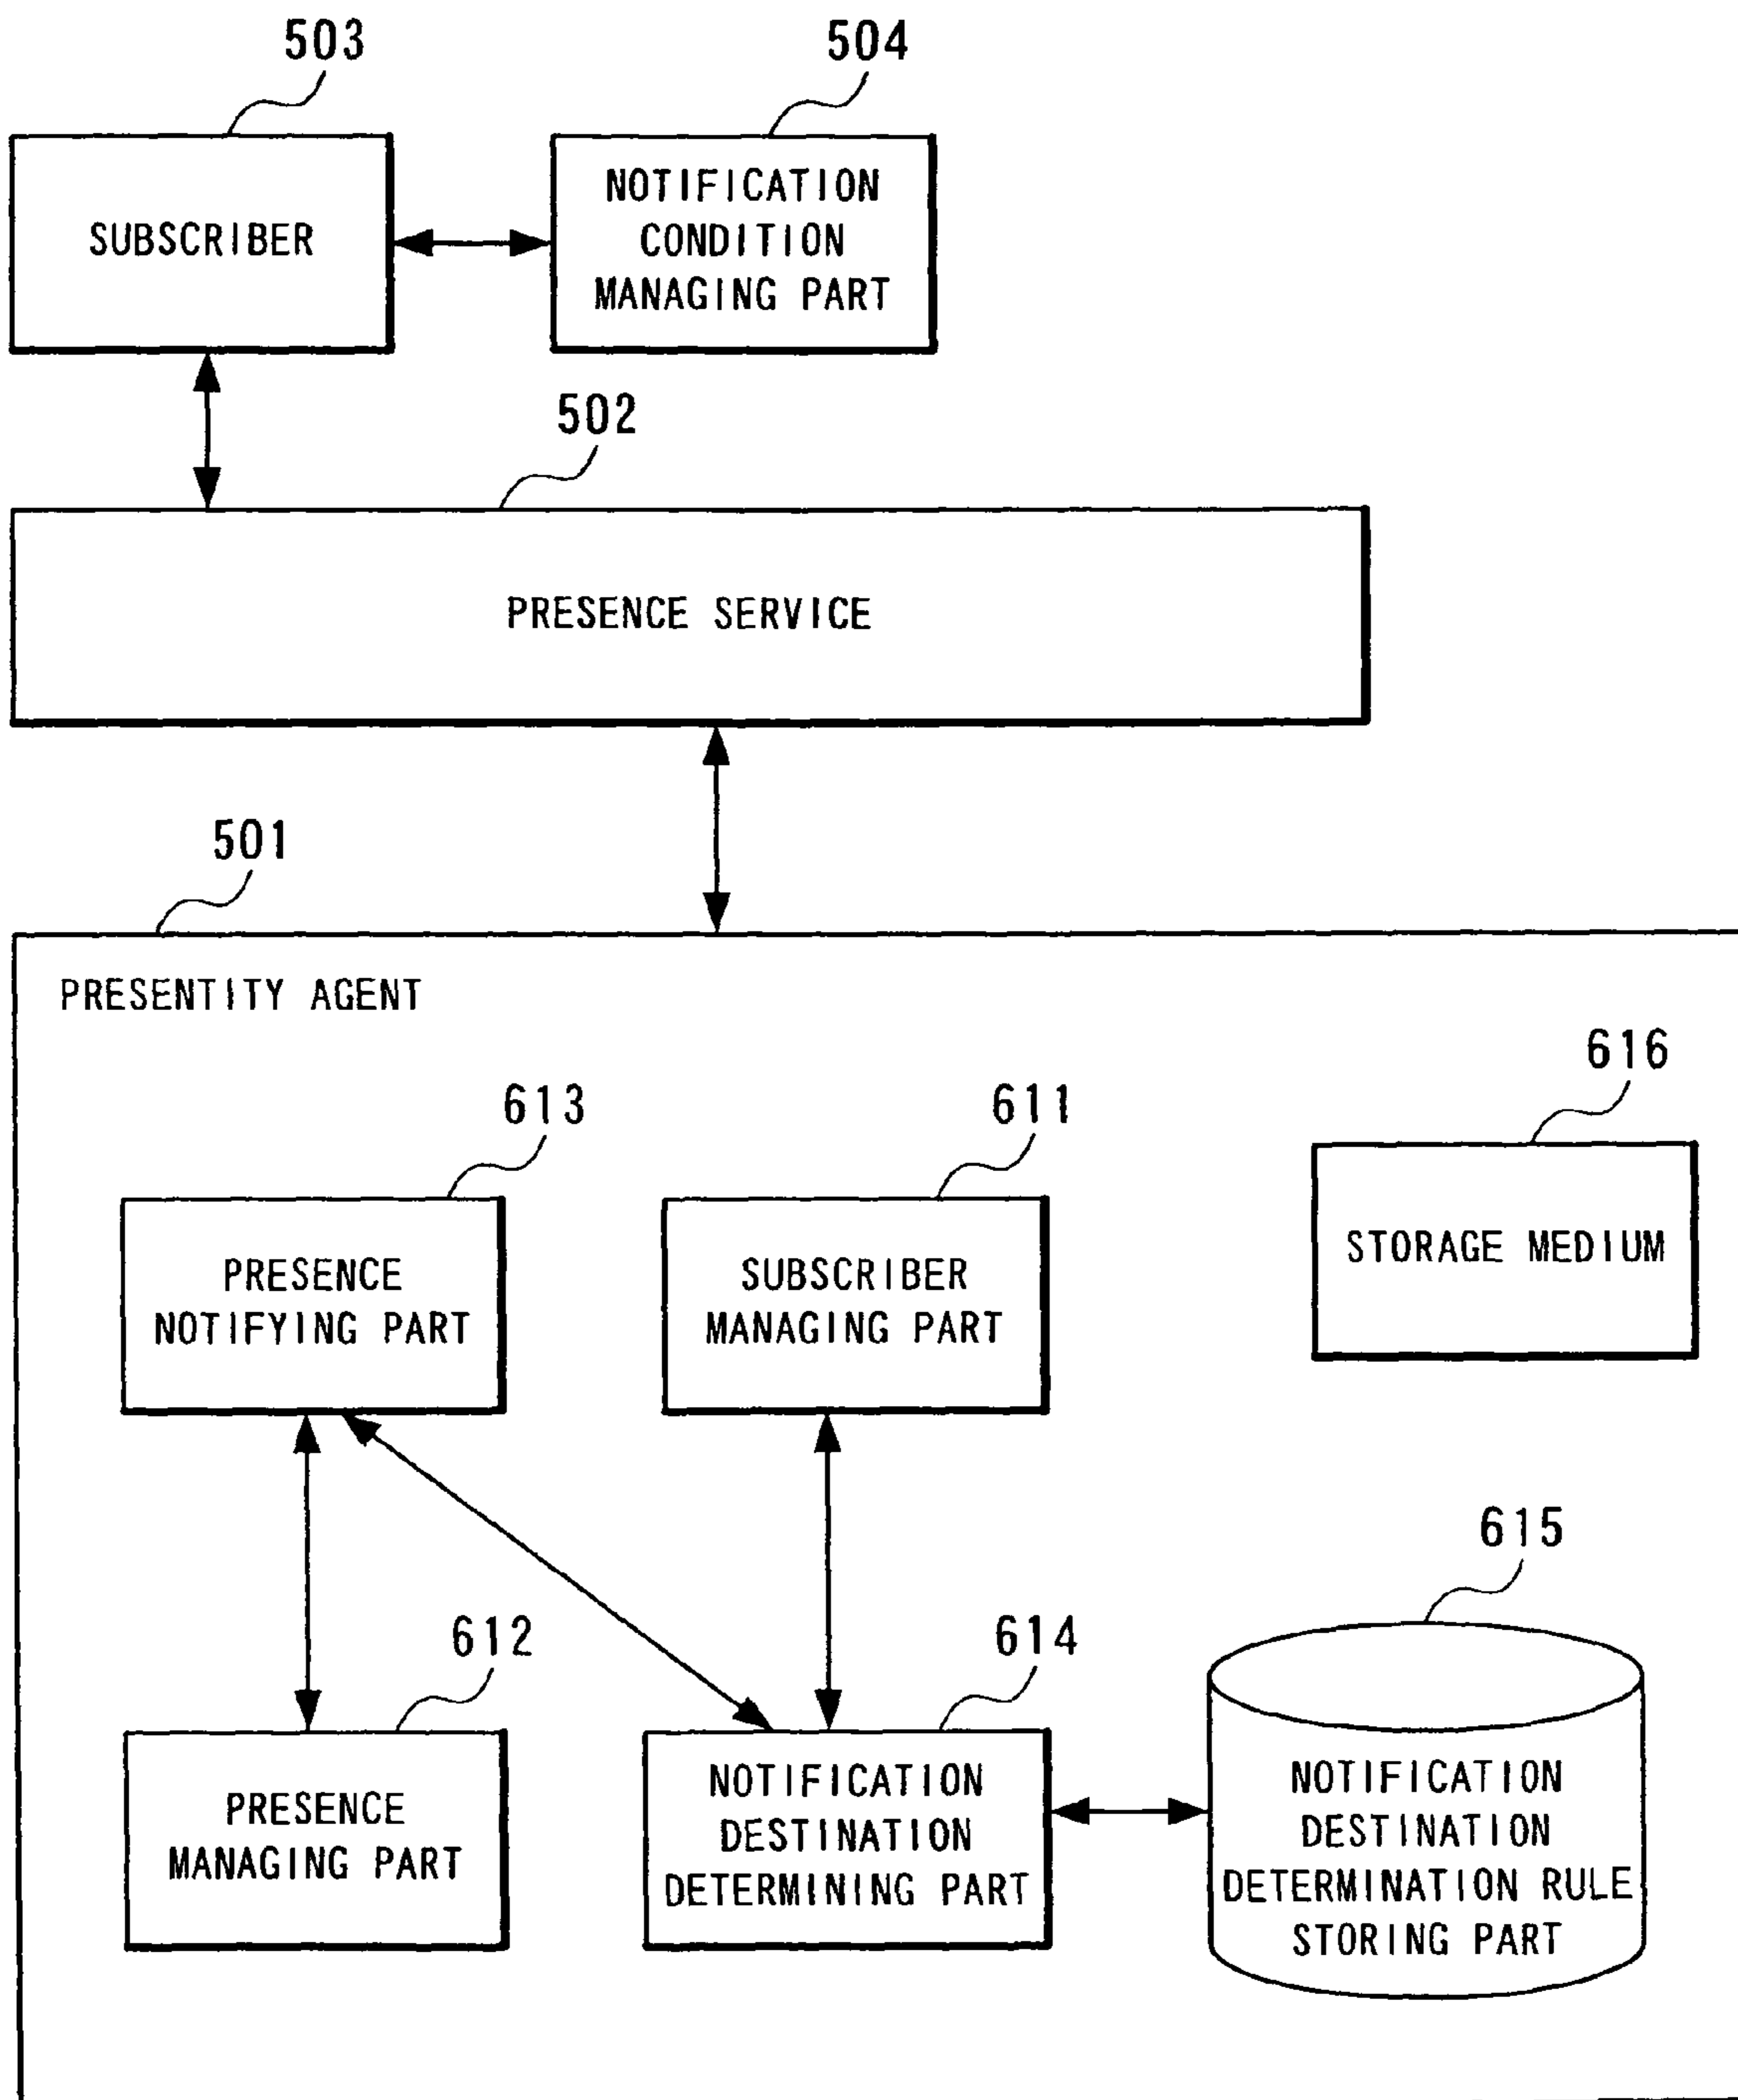 503
504
SUBSCRIBER
NOTIFICATION
CONDITION
MANAGING PART
502
PRESENCE SERVICE
501
PRESENTITY AGENT
616
613
611
STORAGE MEDIUM
PRESENCE
NOTIFYING PART
SUBSCRIBER
MANAGING PART
615
612
614
PRESENCE
MANAGING PART
NOTIFICATION
DESTINATION
DETERMINING PART
NOTIFICATION
DESTINATION
DETERMINATION RULE
STORING PART